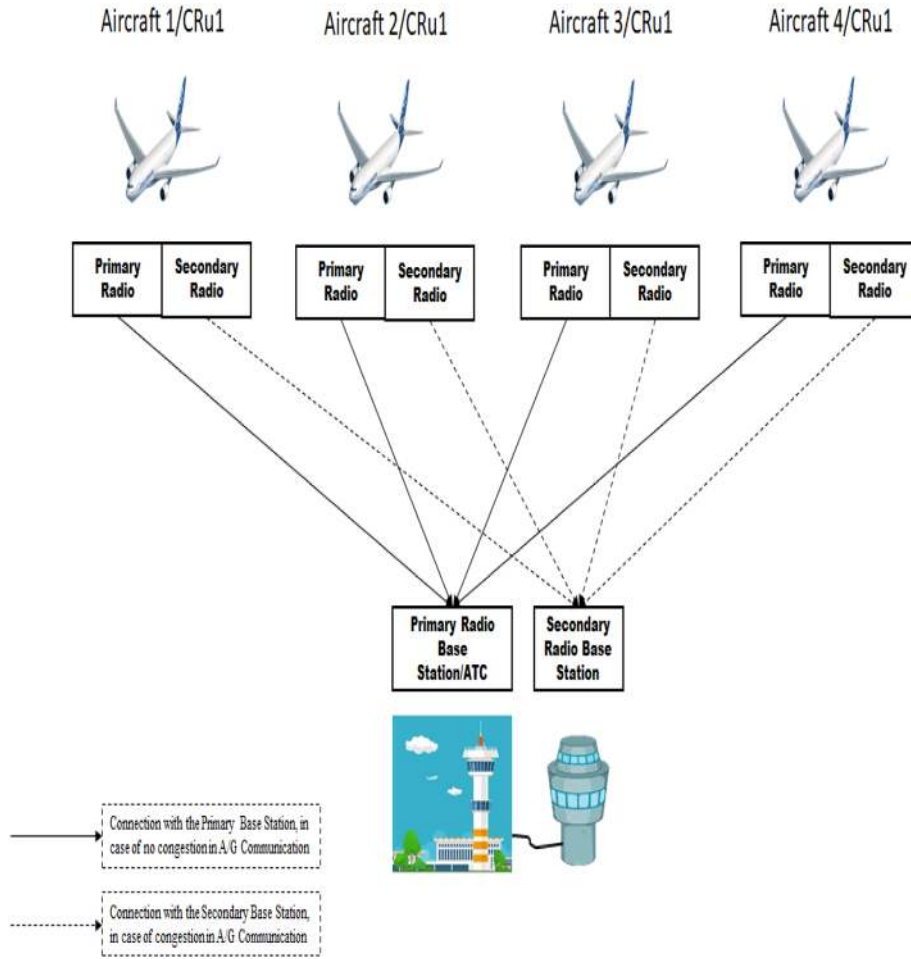 Aircraft 1/CRu1
Aircraft 2/CRu1
Aircraft 3/CRu1
Aircraft 4/CRu1
Primary
Radio
Secondary
Radio
Primary
Radio
Secondary
Radio
Primary
Radio
Secondary
Radio
Primary
Radio
Secondary
Radio
Primary Radio
Base
Station/ATC
Secondary
Radio Base
Station
Connection with the Primary Base Station, in
case of no congestion in A/G Communication
Connection with the Secondary Base Station,
in case of congestion in A/G Communication